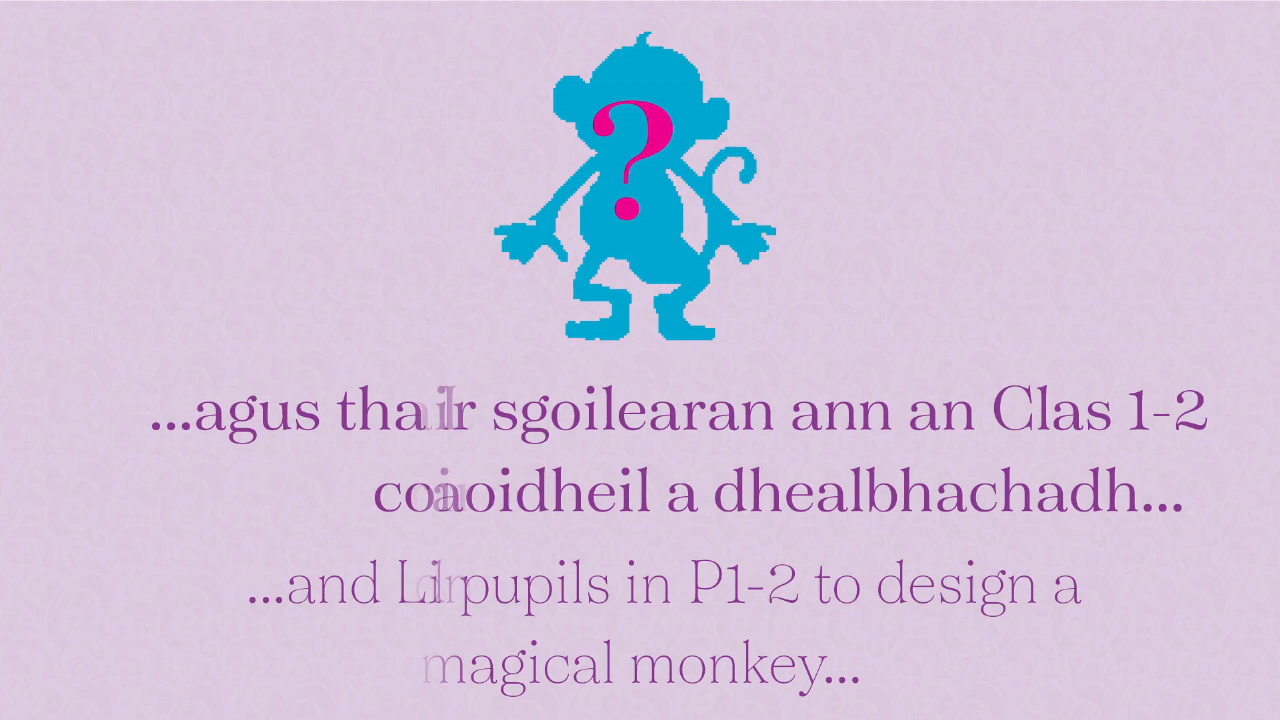 ?
...agus sgoilearan ann an Clas 1-2
a dhealbhachadh...
...and pupils in P1-2 to design a
magical monkey...